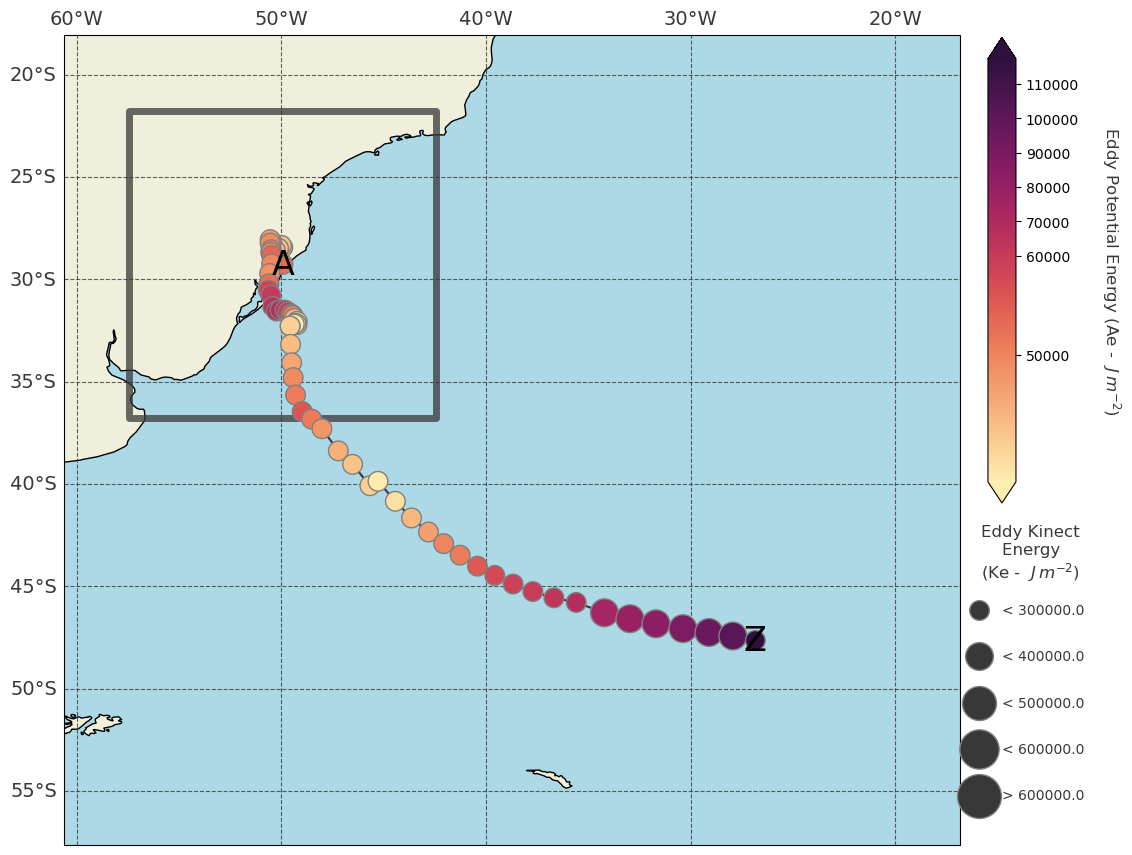 60°W 50°W 40°W 30°W 20°W
20°S
25°S
30°S
35°S
40°S
45°S
50°S
55°S
A
Z
110000
100000
90000
80000
70000
60000
50000
Eddy Potential Energy (Ae - J m⁻²)
Eddy Kinect
Energy
(Ke - J m⁻²)
< 300000.0
< 400000.0
< 500000.0
< 600000.0
> 600000.0